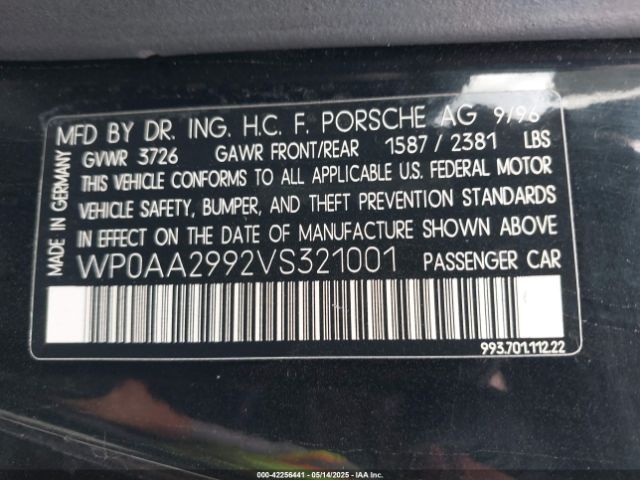 MFD BY DR. ING. H.C. F. PORSCHE AG 9/96
GVWR 3726 GAWR FRONT/REAR 1587 / 2381 LBS
THIS VEHICLE CONFORMS TO ALL APPLICABLE U.S. FEDERAL MOTOR
VEHICLE SAFETY, BUMPER, AND THEFT PREVENTION STANDARDS
IN EFFECT ON THE DATE OF MANUFACTURE SHOWN ABOVE
WP0AA2992VS321001 PASSENGER CAR
MADE IN GERMANY
993.701.112.22
000-42256441 - 05/14/2025 - IAAI Inc.